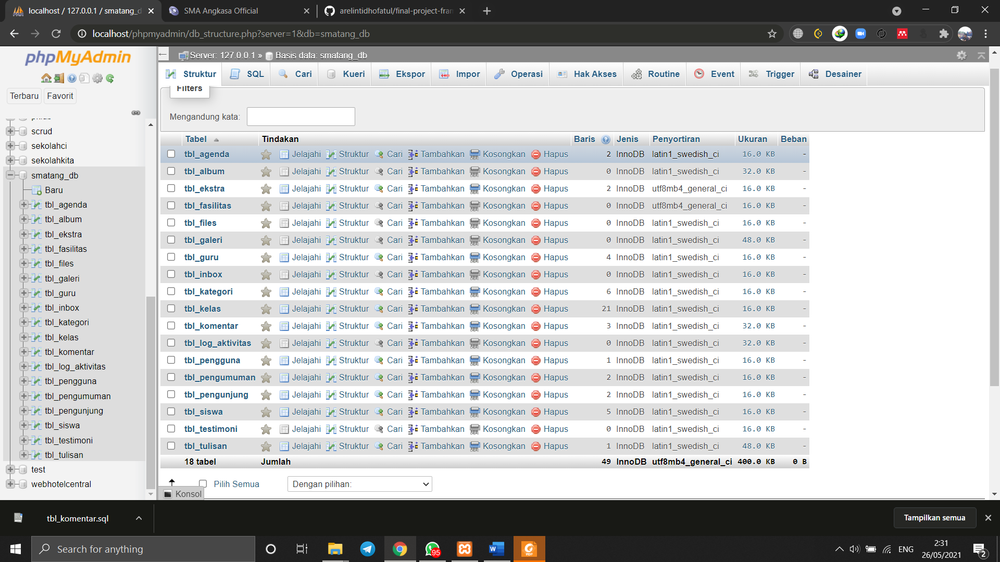 localhost / 127.0.0.1 / smatang_d
SMA Angkasa Official
arelintidhofatul/final-project-fran
localhost/phpmyadmin/db_structure.php?server=1&db=smatang_db
phpMyAdmin
Terbaru Favorit
scrud
sekolahci
sekolahkita
smatang_db
Baru
tbl_agenda
tbl_album
tbl_ekstra
tbl_fasilitas
tbl_files
tbl_galeri
tbl_guru
tbl_inbox
tbl_kategori
tbl_kelas
tbl_komentar
tbl_log_aktivitas
tbl_pengguna
tbl_pengumuman
tbl_pengunjung
tbl_siswa
tbl_testimoni
tbl_tulisan
test
webhotelcentral
Server: 127.0.0.1 » Basis data: smatang_db
Struktur SQL Cari Kueri Ekspor Impor Operasi Hak Akses Routine Event Trigger Desainer
Filters
Mengandung kata:
Tabel Tindakan Baris Jenis Penyortiran Ukuran Beban
tbl_agenda Jelajahi Struktur Cari Tambahkan Kosongkan Hapus 2 InnoDB latin1_swedish_ci 16.0 KB -
tbl_album Jelajahi Struktur Cari Tambahkan Kosongkan Hapus 0 InnoDB latin1_swedish_ci 32.0 KB -
tbl_ekstra Jelajahi Struktur Cari Tambahkan Kosongkan Hapus 2 InnoDB utf8mb4_general_ci 16.0 KB -
tbl_fasilitas Jelajahi Struktur Cari Tambahkan Kosongkan Hapus 0 InnoDB utf8mb4_general_ci 16.0 KB -
tbl_files Jelajahi Struktur Cari Tambahkan Kosongkan Hapus 0 InnoDB latin1_swedish_ci 16.0 KB -
tbl_galeri Jelajahi Struktur Cari Tambahkan Kosongkan Hapus 0 InnoDB latin1_swedish_ci 48.0 KB -
tbl_guru Jelajahi Struktur Cari Tambahkan Kosongkan Hapus 4 InnoDB latin1_swedish_ci 16.0 KB -
tbl_inbox Jelajahi Struktur Cari Tambahkan Kosongkan Hapus 0 InnoDB latin1_swedish_ci 16.0 KB -
tbl_kategori Jelajahi Struktur Cari Tambahkan Kosongkan Hapus 6 InnoDB latin1_swedish_ci 16.0 KB -
tbl_kelas Jelajahi Struktur Cari Tambahkan Kosongkan Hapus 21 InnoDB latin1_swedish_ci 16.0 KB -
tbl_komentar Jelajahi Struktur Cari Tambahkan Kosongkan Hapus 3 InnoDB latin1_swedish_ci 32.0 KB -
tbl_log_aktivitas Jelajahi Struktur Cari Tambahkan Kosongkan Hapus 0 InnoDB latin1_swedish_ci 32.0 KB -
tbl_pengguna Jelajahi Struktur Cari Tambahkan Kosongkan Hapus 1 InnoDB latin1_swedish_ci 16.0 KB -
tbl_pengumuman Jelajahi Struktur Cari Tambahkan Kosongkan Hapus 2 InnoDB latin1_swedish_ci 16.0 KB -
tbl_pengunjung Jelajahi Struktur Cari Tambahkan Kosongkan Hapus 2 InnoDB latin1_swedish_ci 16.0 KB -
tbl_siswa Jelajahi Struktur Cari Tambahkan Kosongkan Hapus 5 InnoDB latin1_swedish_ci 16.0 KB -
tbl_testimoni Jelajahi Struktur Cari Tambahkan Kosongkan Hapus 0 InnoDB latin1_swedish_ci 16.0 KB -
tbl_tulisan Jelajahi Struktur Cari Tambahkan Kosongkan Hapus 1 InnoDB latin1_swedish_ci 48.0 KB -
18 tabel Jumlah 49 InnoDB utf8mb4_general_ci 400.0 KB 0 B
Pilih Semua Dengan pilihan:
Konsol
tbl_komentar.sql
Tampilkan semua
Search for anything
95
W
PDF
ENG
2:31
26/05/2021
2